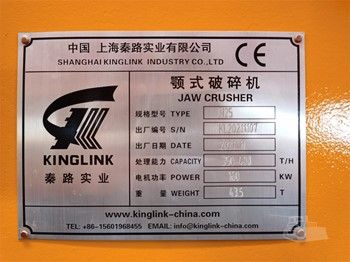 中国 上海秦路实业有限公司
SHANGHAI KINGLINK INDUSTRY CO., LTD
CE
KINGLINK
秦路实业
颚式破碎机
JAW CRUSHER
规格型号 TYPE
出厂编号 S/N
出厂日期 DATE
处理能力 CAPACITY T/H
电机功率 POWER KW
重 量 WEIGHT T
www.kinglink-china.com
TEL: +86-15601968455 EMAIL: info@kinglink-china.com